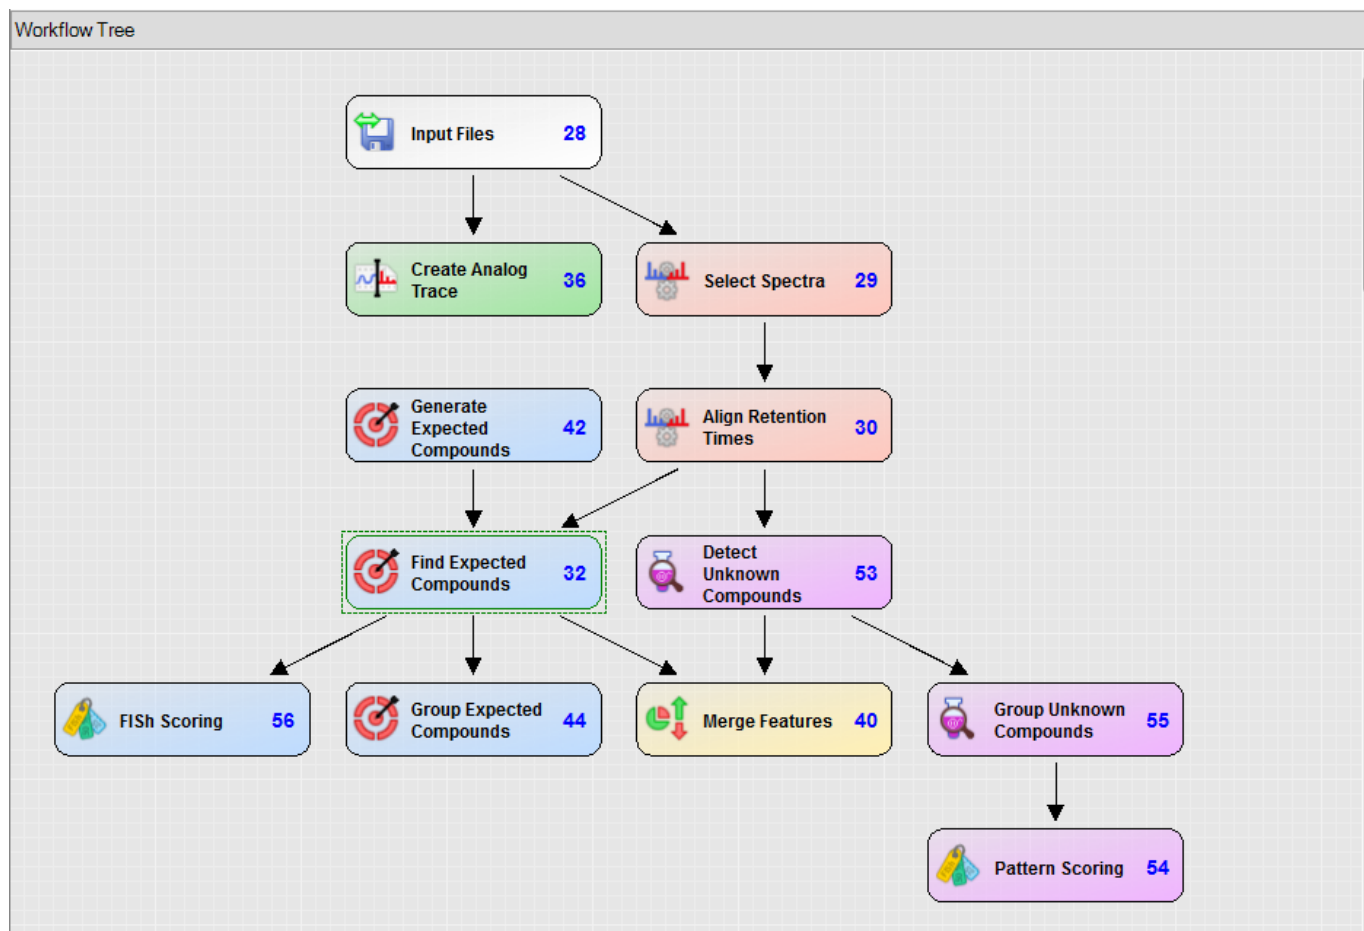 Workflow Tree
Input Files 28
Create Analog
Trace 36
Select Spectra 29
Generate
Expected
Compounds 42
Align Retention
Times 30
Find Expected
Compounds 32
Detect
Unknown
Compounds 53
FISh Scoring 56
Group Expected
Compounds 44
Merge Features 40
Group Unknown
Compounds 55
Pattern Scoring 54